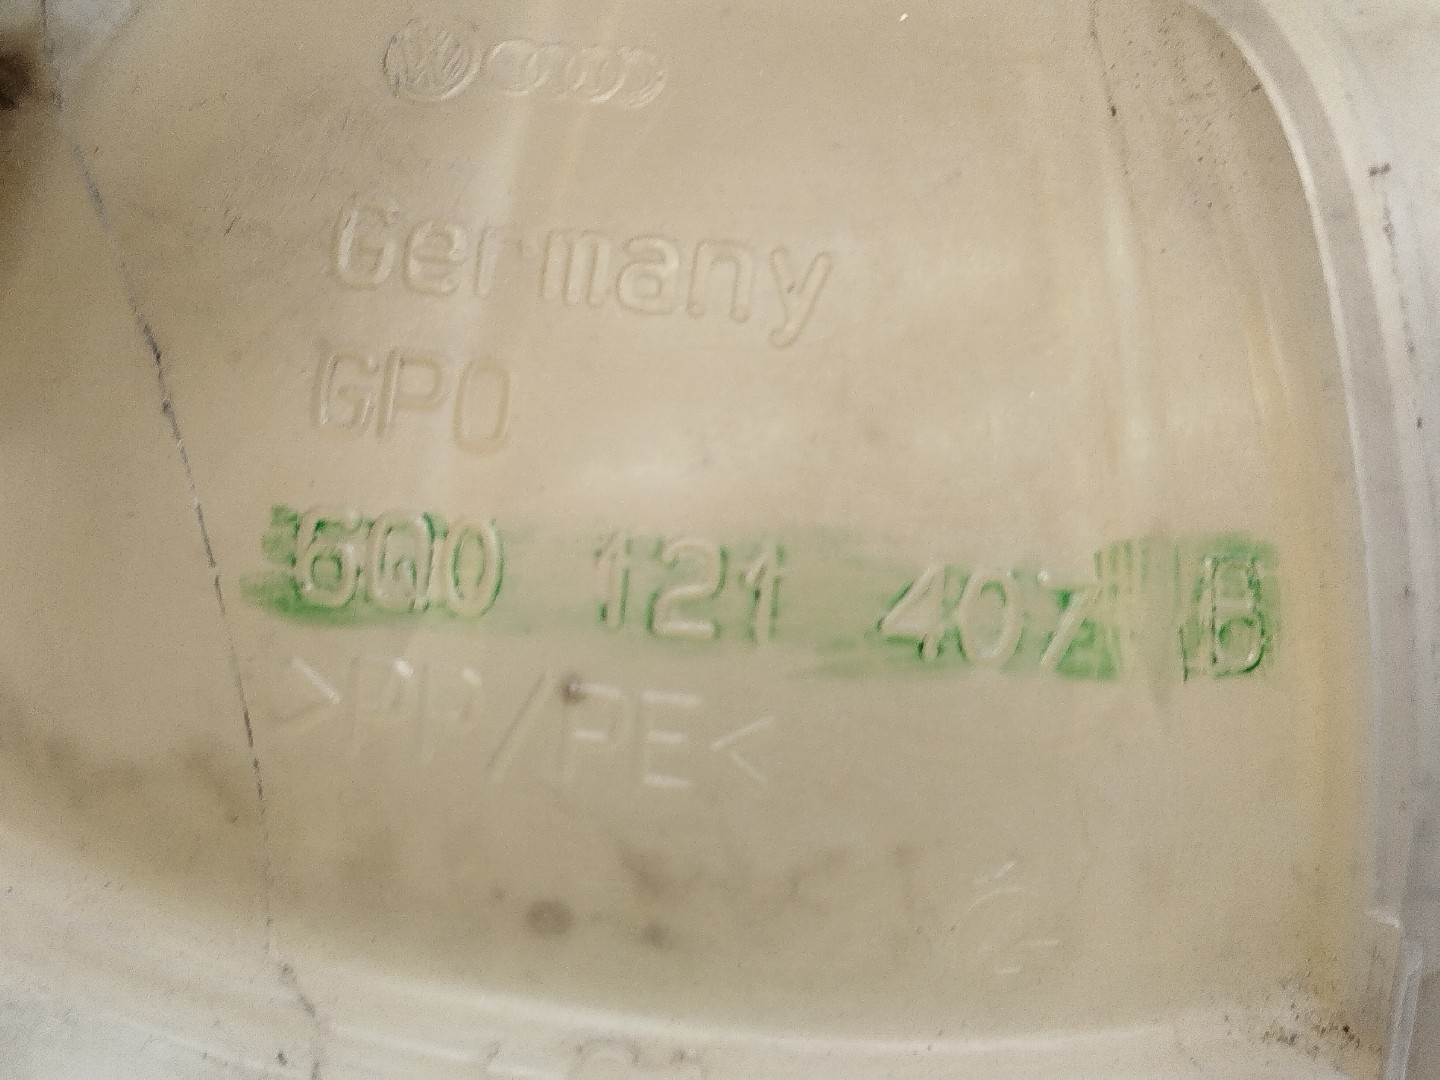 Germany
GPO
6Q0 121 407 B
>PP/PE<